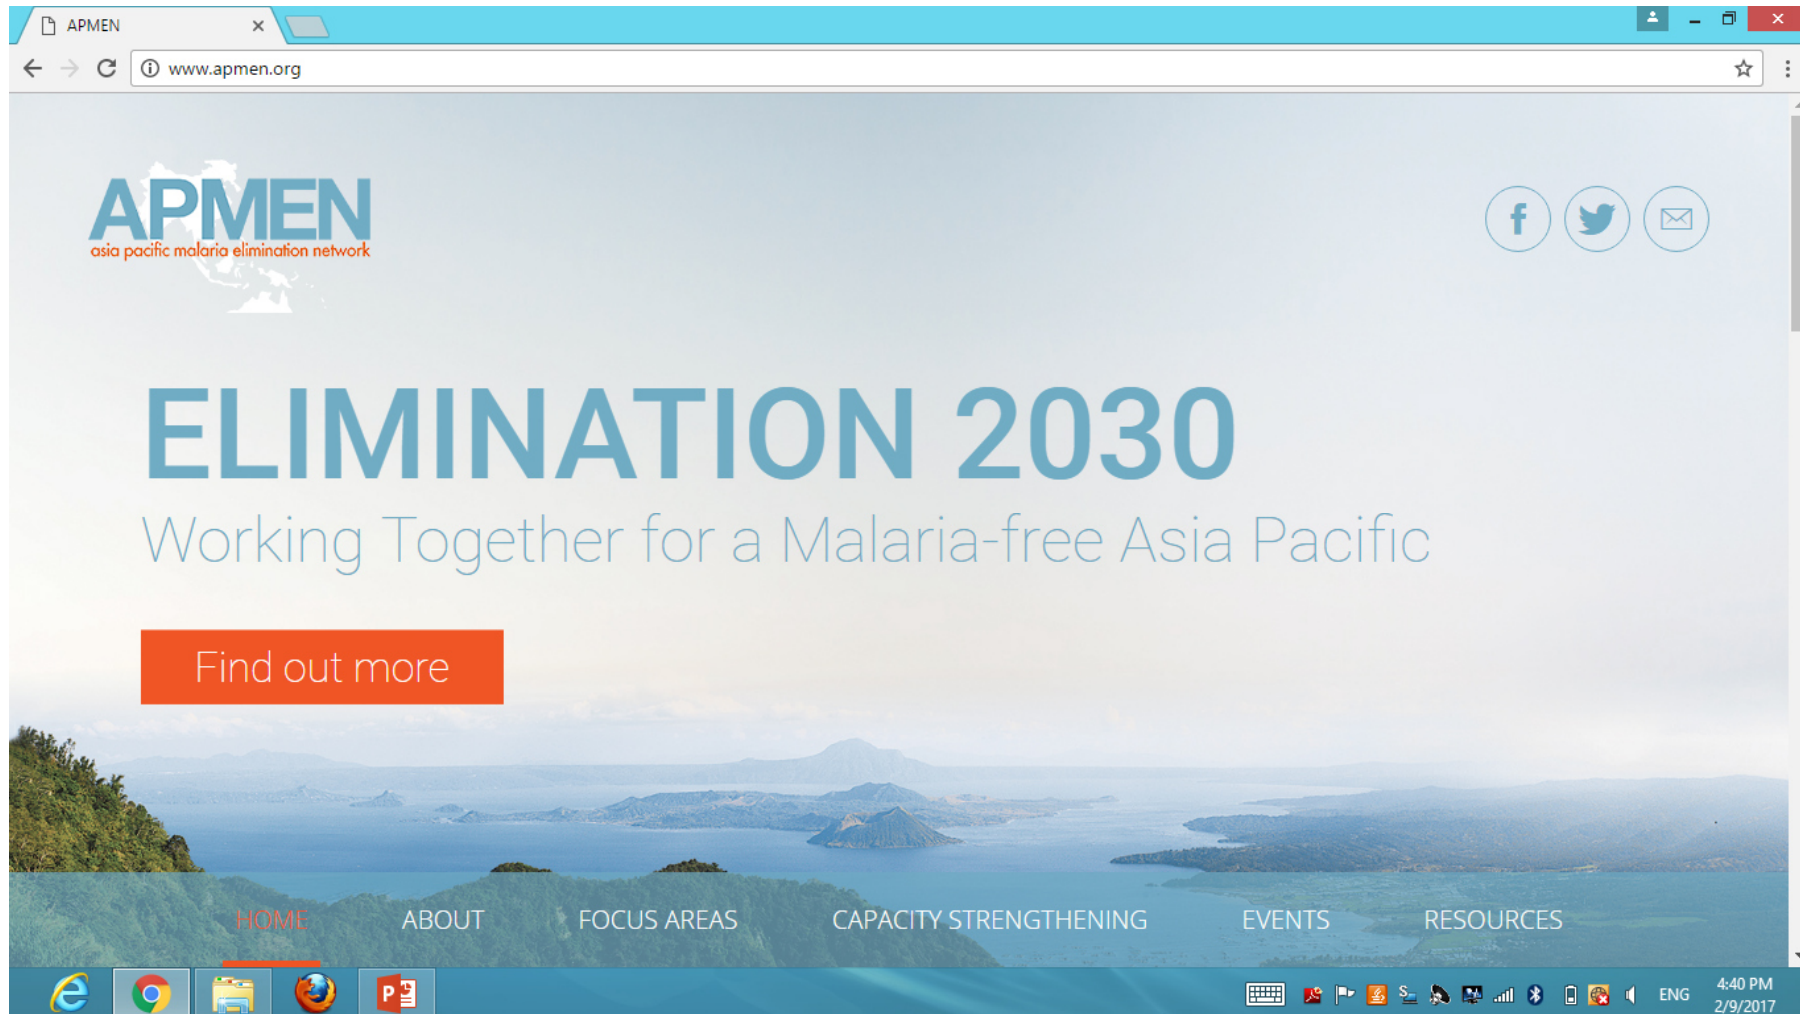 APMEN
www.apmen.org
APMEN
asia pacific malaria elimination network
ELIMINATION 2030
Working Together for a Malaria-free Asia Pacific
Find out more
HOME ABOUT FOCUS AREAS CAPACITY STRENGTHENING EVENTS RESOURCES
ENG
4:40 PM
2/9/2017